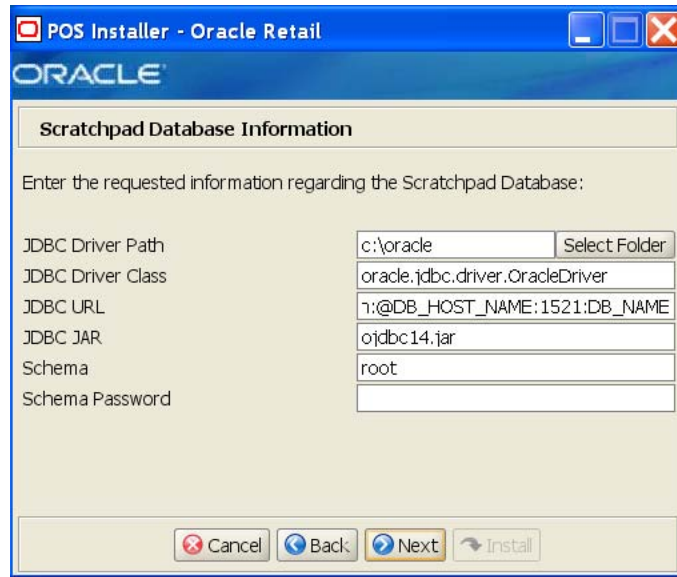 POS Installer - Oracle Retail
ORACLE
Scratchpad Database Information
Enter the requested information regarding the Scratchpad Database:
JDBC Driver Path c:\oracle Select Folder
JDBC Driver Class oracle.jdbc.driver.OracleDriver
JDBC URL :@DB_HOST_NAME:1521:DB_NAME
JDBC JAR ojdbc14.jar
Schema root
Schema Password
Cancel Back Next Install